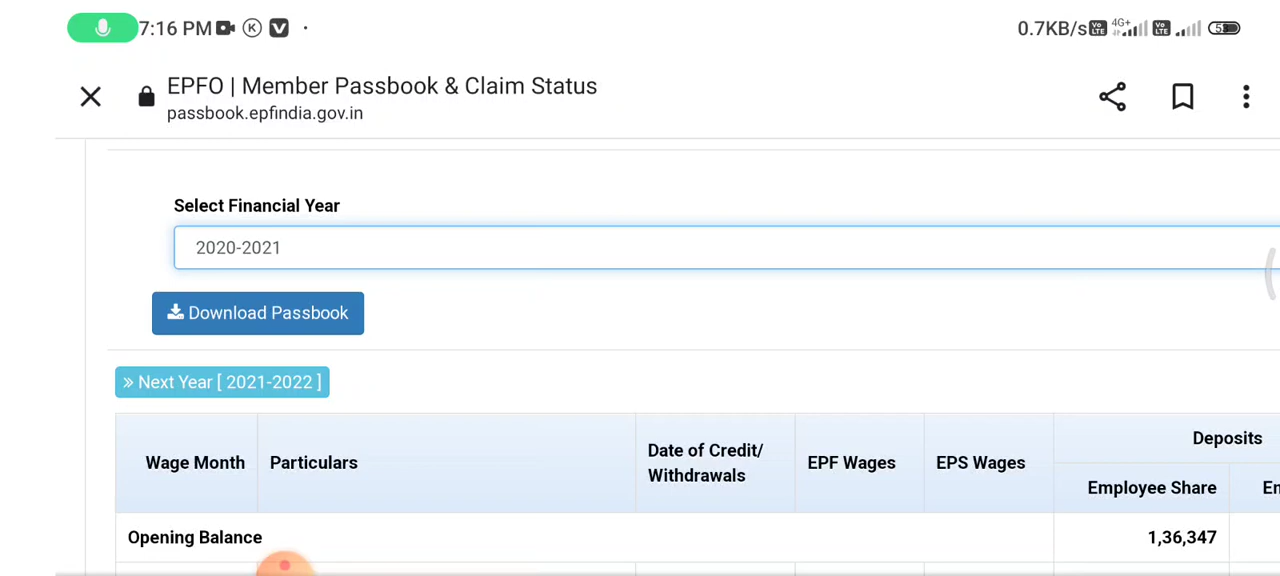 7:16 PM 0.7KB/s 4G+
EPFO | Member Passbook & Claim Status
passbook.epfindia.gov.in
Select Financial Year
2020-2021
Download Passbook
» Next Year [ 2021-2022 ]
Wage Month Particulars Date of Credit/ Withdrawals EPF Wages EPS Wages Deposits
Employee Share
Opening Balance 1,36,347